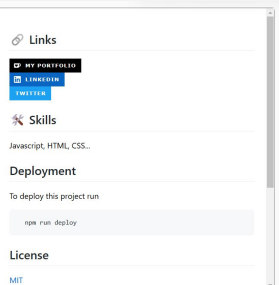 Links
MY PORTFOLIO
LINKEDIN
TWITTER
Skills
Javascript, HTML, CSS...
Deployment
To deploy this project run
npm run deploy
License
MIT